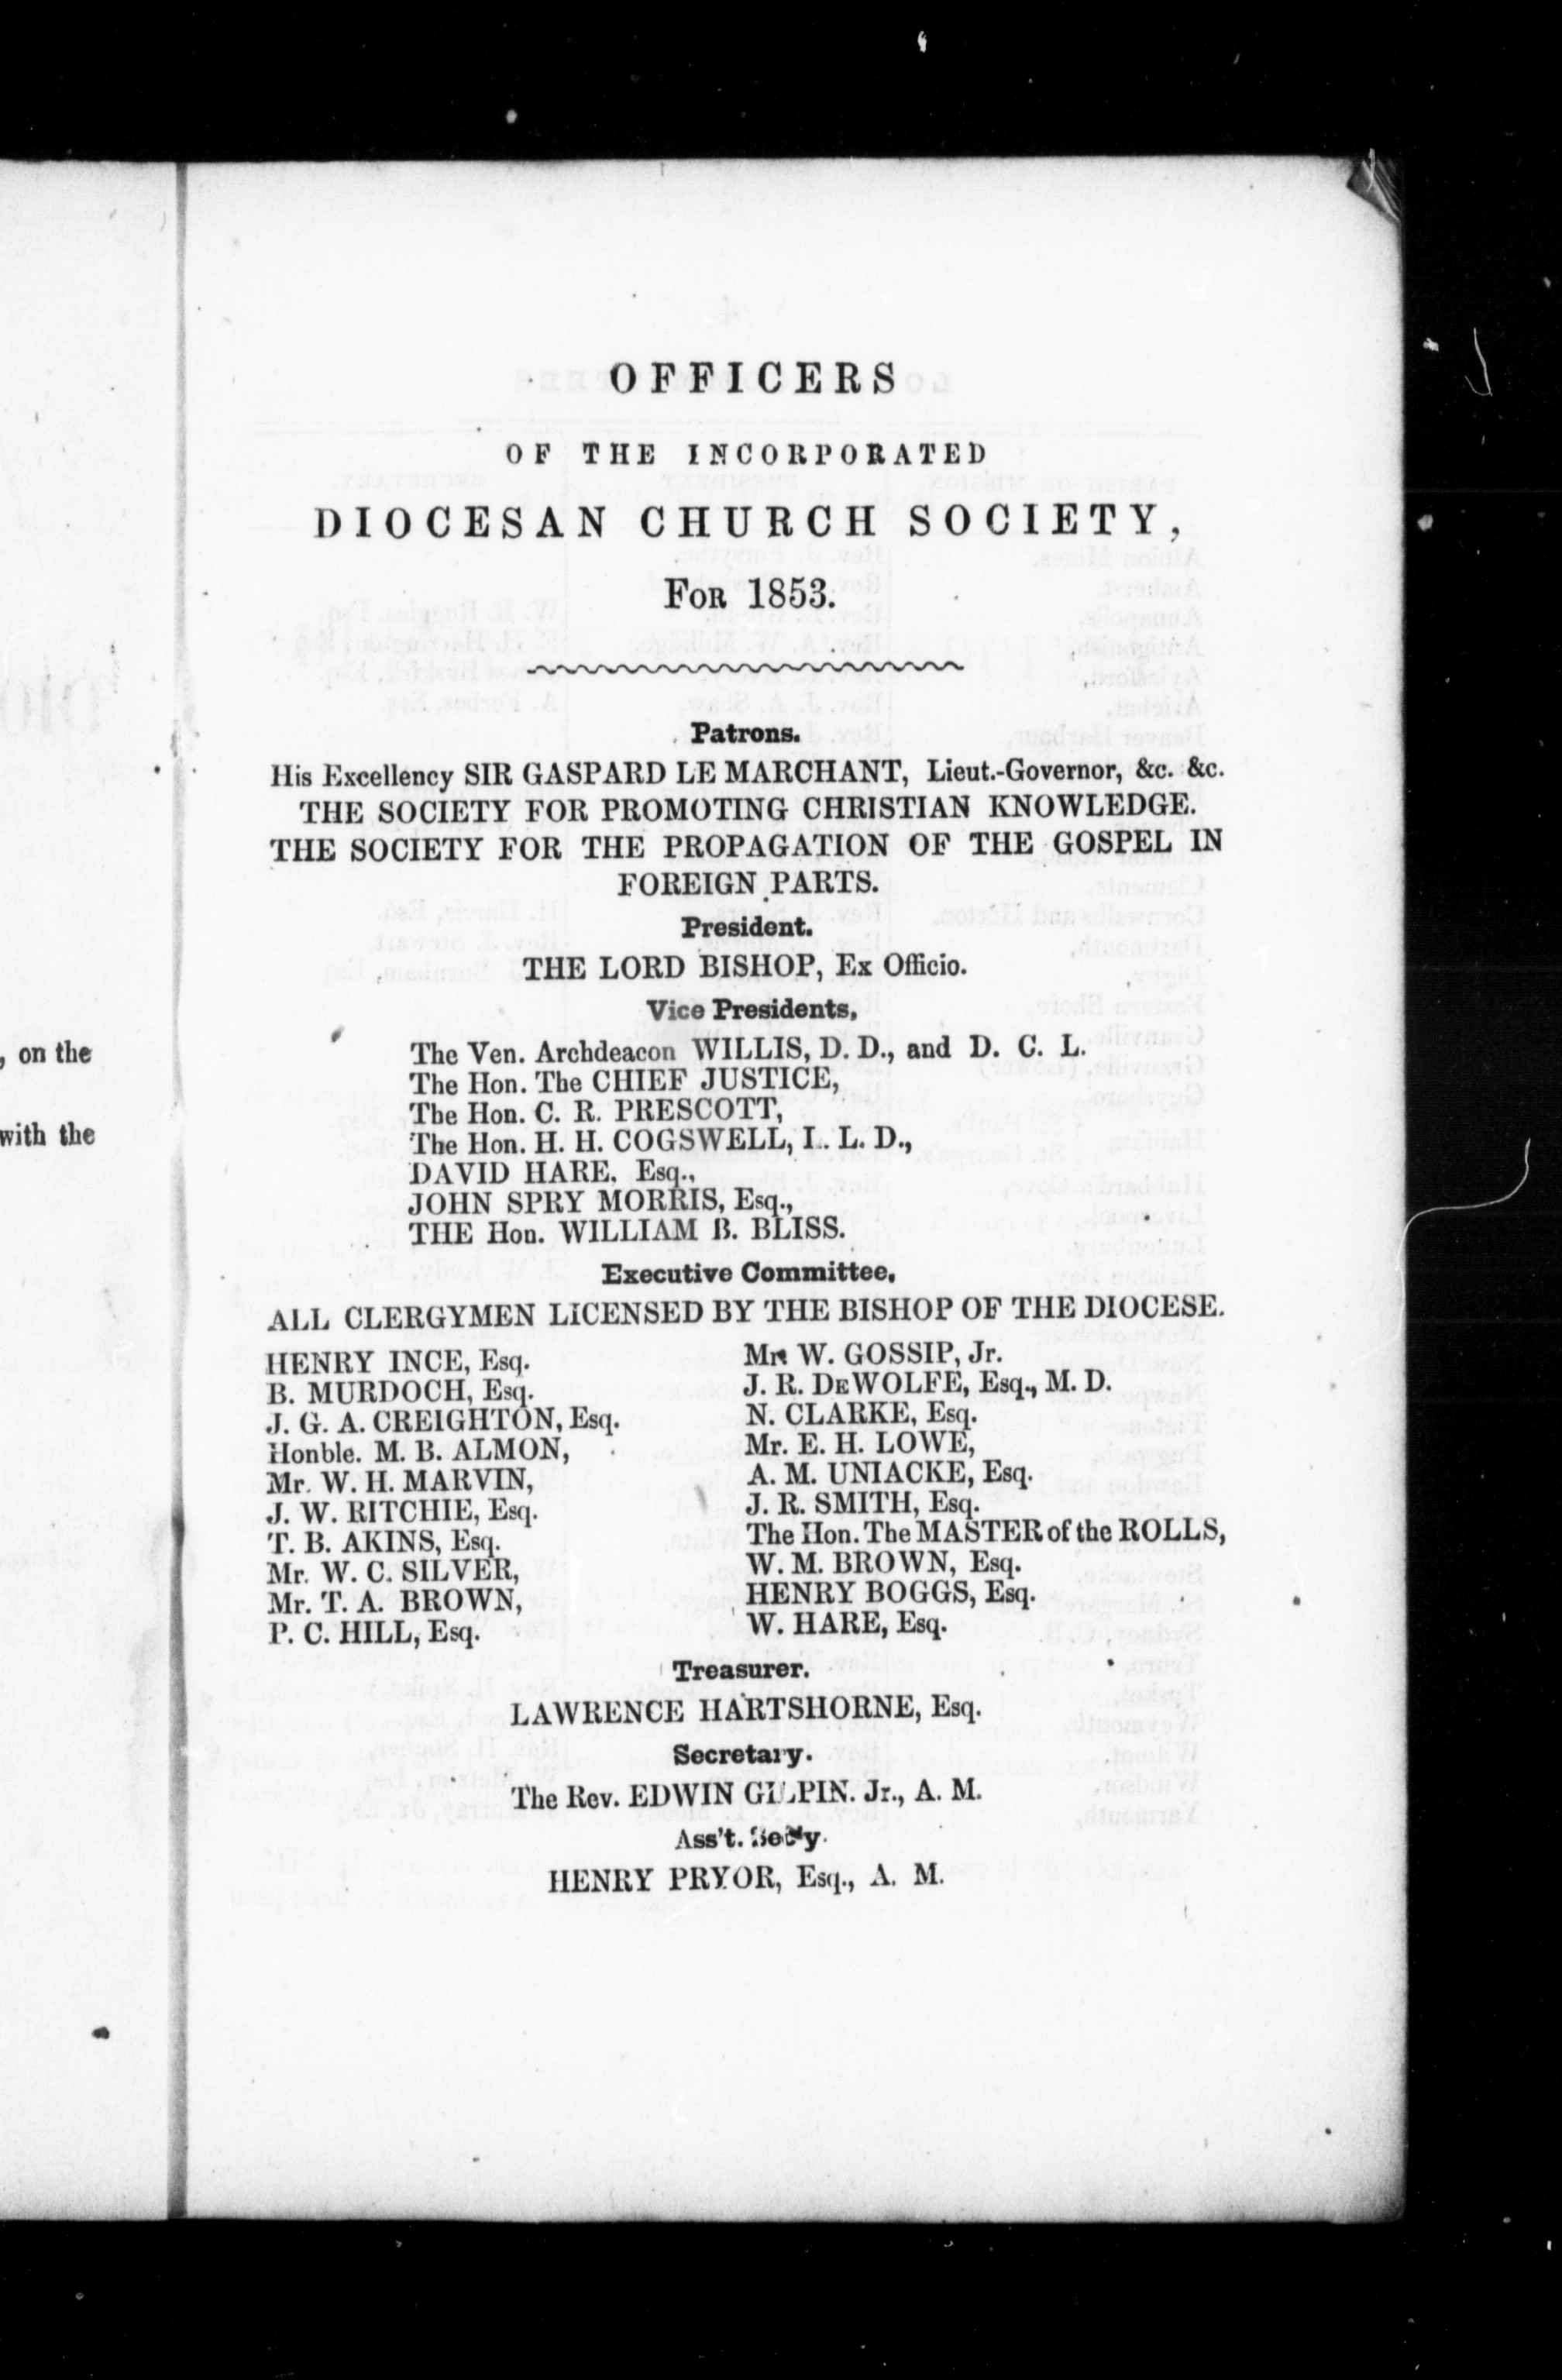 , on the
with the
OFFICERS
OF THE INCORPORATED
DIOCESAN CHURCH SOCIETY,
FOR 1853.
Patrons.
His Excellency SIR GASPARD LE MARCHANT, Lieut.-Governor, &c. &c.
THE SOCIETY FOR PROMOTING CHRISTIAN KNOWLEDGE.
THE SOCIETY FOR THE PROPAGATION OF THE GOSPEL IN
FOREIGN PARTS.
President.
THE LORD BISHOP, Ex Officio.
Vice Presidents,
The Ven. Archdeacon WILLIS, D. D., and D. C. L.
The Hon. The CHIEF JUSTICE,
The Hon. C. R. PRESCOTT,
The Hon. H. H. COGSWELL, L. L. D.,
DAVID HARE, Esq.,
JOHN SPRY MORRIS, Esq.,
THE Hon. WILLIAM B. BLISS.
Executive Committee,
ALL CLERGYMEN LICENSED BY THE BISHOP OF THE DIOCESE.
HENRY INCE, Esq.
B. MURDOCH, Esq.
J. G. A. CREIGHTON, Esq.
Honble. M. B. ALMON,
Mr. W. H. MARVIN,
J. W. RITCHIE, Esq.
T. B. AKINS, Esq.
Mr. W. C. SILVER,
Mr. T. A. BROWN,
P. C. HILL, Esq.
Mr. W. GOSSIP, Jr.
J. R. DEWOLFE, Esq., M. D.
N. CLARKE, Esq.
Mr. E. H. LOWE,
A. M. UNIACKE, Esq.
J. R. SMITH, Esq.
The Hon. The MASTER of the ROLLS,
W. M. BROWN, Esq.
HENRY BOGGS, Esq.
W. HARE, Esq.
Treasurer.
LAWRENCE HARTSHORNE, Esq.
Secretary.
The Rev. EDWIN GILPIN. Jr., A. M.
Ass't. Sec'y.
HENRY PRYOR, Esq., A. M.